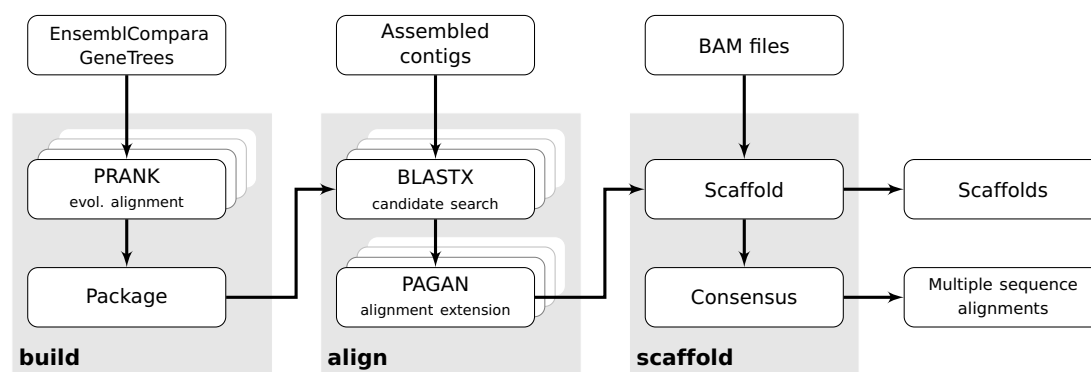 EnsemblCompara
GeneTrees
Assembled
contigs
BAM files
PRANK
evol. alignment
BLASTX
candidate search
Scaffold
Scaffolds
Package
PAGAN
alignment extension
Consensus
Multiple sequence
alignments
build
align
scaffold